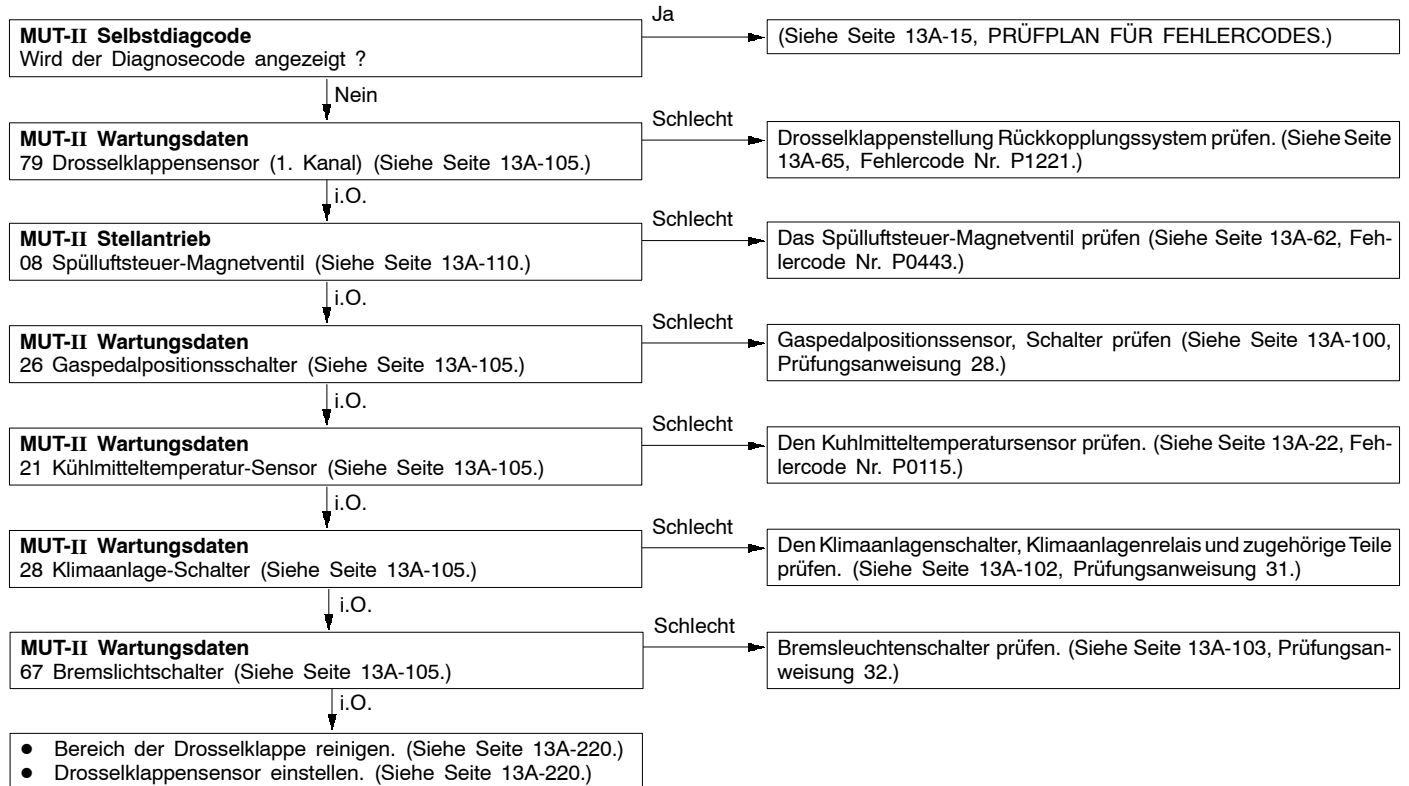 MUT-II Selbstdiagcode
Wird der Diagnosecode angezeigt ?
Ja
(Siehe Seite 13A-15, PRÜFPLAN FÜR FEHLERCODES.)
Nein
MUT-II Wartungsdaten
79 Drosselklappensensor (1. Kanal) (Siehe Seite 13A-105.)
Schlecht
Drosselklappenstellung Rückkopplungssystem prüfen. (Siehe Seite
13A-65, Fehlercode Nr. P1221.)
i.O.
MUT-II Stellantrieb
08 Spülluftsteuer-Magnetventil (Siehe Seite 13A-110.)
Schlecht
Das Spülluftsteuer-Magnetventil prüfen (Siehe Seite 13A-62, Feh-
lercode Nr. P0443.)
i.O.
MUT-II Wartungsdaten
26 Gaspedalpositionsschalter (Siehe Seite 13A-105.)
Schlecht
Gaspedalpositionssensor, Schalter prüfen (Siehe Seite 13A-100,
Prüfungsanweisung 28.)
i.O.
MUT-II Wartungsdaten
21 Kühlmitteltemperatur-Sensor (Siehe Seite 13A-105.)
Schlecht
Den Kuhlmitteltemperatursensor prüfen. (Siehe Seite 13A-22, Feh-
lercode Nr. P0115.)
i.O.
MUT-II Wartungsdaten
28 Klimaanlage-Schalter (Siehe Seite 13A-105.)
Schlecht
Den Klimaanlagenschalter, Klimaanlagenrelais und zugehörige Teile
prüfen. (Siehe Seite 13A-102, Prüfungsanweisung 31.)
i.O.
MUT-II Wartungsdaten
67 Bremslichtschalter (Siehe Seite 13A-105.)
Schlecht
Bremsleuchtenschalter prüfen. (Siehe Seite 13A-103, Prüfungsan-
weisung 32.)
i.O.
● Bereich der Drosselklappe reinigen. (Siehe Seite 13A-220.)
● Drosselklappensensor einstellen. (Siehe Seite 13A-220.)